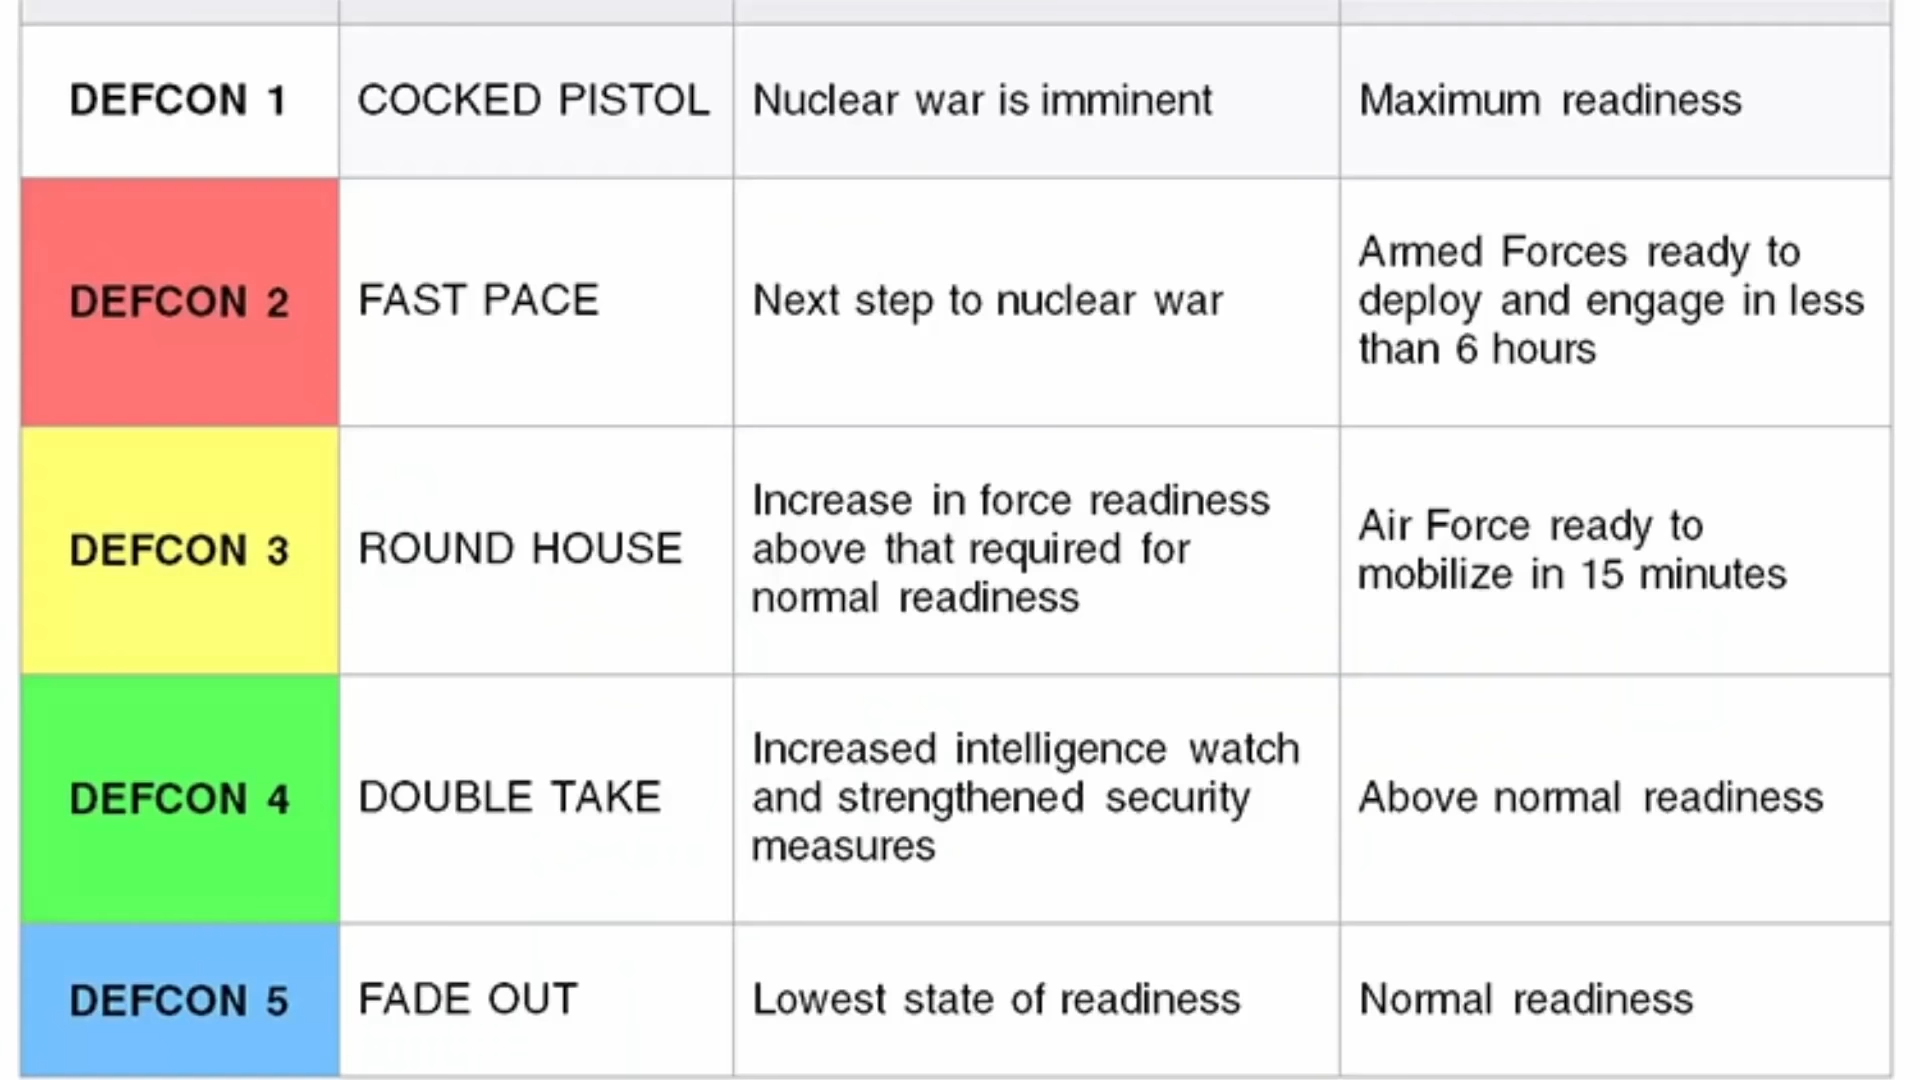 DEFCON 1 COCKED PISTOL Nuclear war is imminent Maximum readiness
DEFCON 2 FAST PACE Next step to nuclear war Armed Forces ready to
deploy and engage in less
than 6 hours
DEFCON 3 ROUND HOUSE Increase in force readiness
above that required for
normal readiness
Air Force ready to
mobilize in 15 minutes
DEFCON 4 DOUBLE TAKE Increased intelligence watch
and strengthened security
measures
Above normal readiness
DEFCON 5 FADE OUT Lowest state of readiness Normal readiness